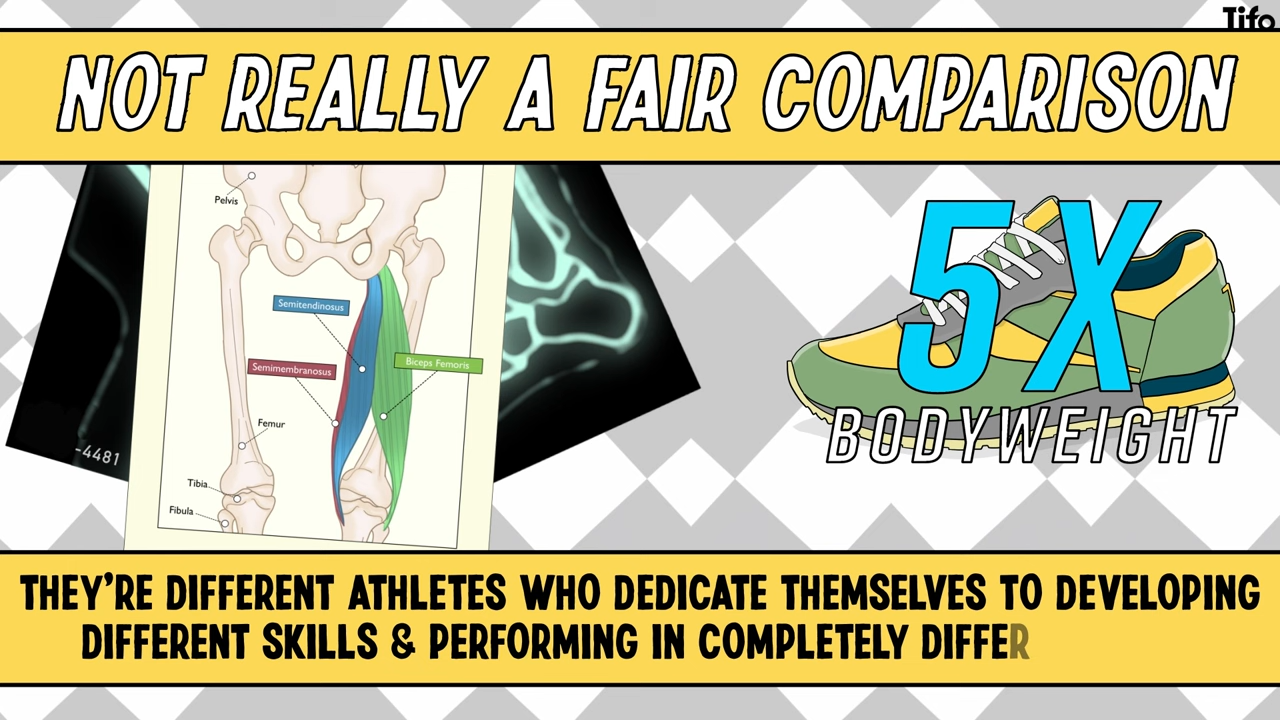 Tifo
NOT REALLY A FAIR COMPARISON
Pelvis
Semitendinosus
Semimembranosus
Biceps Femoris
Femur
Tibia
Fibula
-4481
5X
BODYWEIGHT
THEY'RE DIFFERENT ATHLETES WHO DEDICATE THEMSELVES TO DEVELOPING
DIFFERENT SKILLS & PERFORMING IN COMPLETELY DIFFER